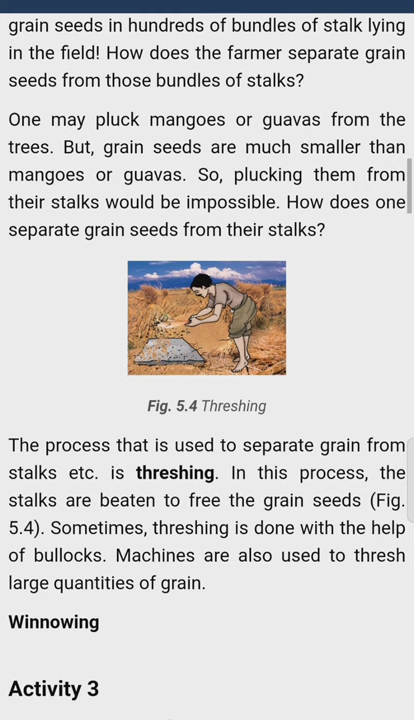 grain seeds in hundreds of bundles of stalk lying
in the field! How does the farmer separate grain
seeds from those bundles of stalks?
One may pluck mangoes or guavas from the
trees. But, grain seeds are much smaller than
mangoes or guavas. So, plucking them from
their stalks would be impossible. How does one
separate grain seeds from their stalks?
Fig. 5.4 Threshing
The process that is used to separate grain from
stalks etc. is threshing. In this process, the
stalks are beaten to free the grain seeds (Fig.
5.4). Sometimes, threshing is done with the help
of bullocks. Machines are also used to thresh
large quantities of grain.
Winnowing
Activity 3